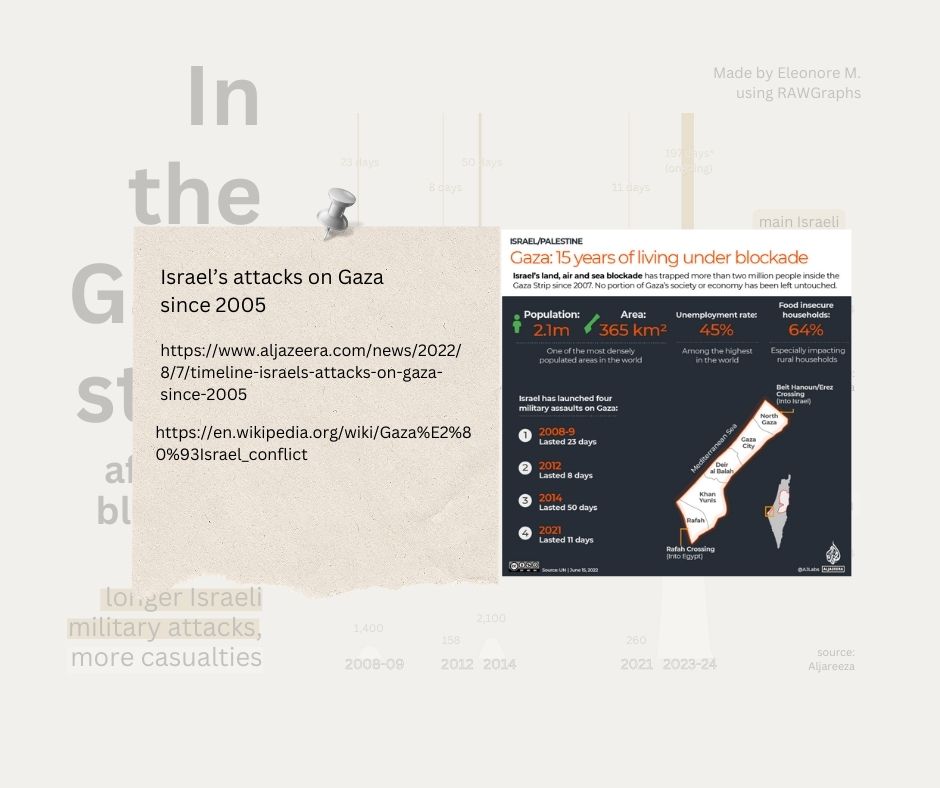 In
the
G
st
af
bl
longer Israeli
military attacks,
more casualties
Made by Eleonore M.
using RAWGraphs
23 days
8 days
50 days
11 days
197 days*
(ongoing)
main Israeli
Israel’s attacks on Gaza
since 2005
https://www.aljazeera.com/news/2022/
8/7/timeline-israels-attacks-on-gaza-
since-2005
https://en.wikipedia.org/wiki/Gaza%E2%8
0%93Israel_conflict
ISRAEL/PALESTINE
Gaza: 15 years of living under blockade
Israel’s land, air and sea blockade has trapped more than two million people inside the
Gaza Strip since 2007. No portion of Gaza’s society or economy has been left untouched.
Population:
2.1m
Area:
365 km²
One of the most densely
populated areas in the world
Unemployment rate:
45%
Among the highest
in the world
Food insecure
households:
64%
Especially impacting
rural households
Israel has launched four
military assaults on Gaza:
1 2008-9
Lasted 23 days
2 2012
Lasted 8 days
3 2014
Lasted 50 days
4 2021
Lasted 11 days
Beit Hanoun/Erez
Crossing
(Into Israel)
North
Gaza
Gaza
City
Mediterranean Sea
Deir
al Balah
Khan
Yunis
Rafah
Rafah Crossing
(Into Egypt)
Source: UN | June 15, 2022
@AJLabs ALJAZEERA
1,400
158
2,100
260
2008-09
2012
2014
2021
2023-24
source:
Aljareeza